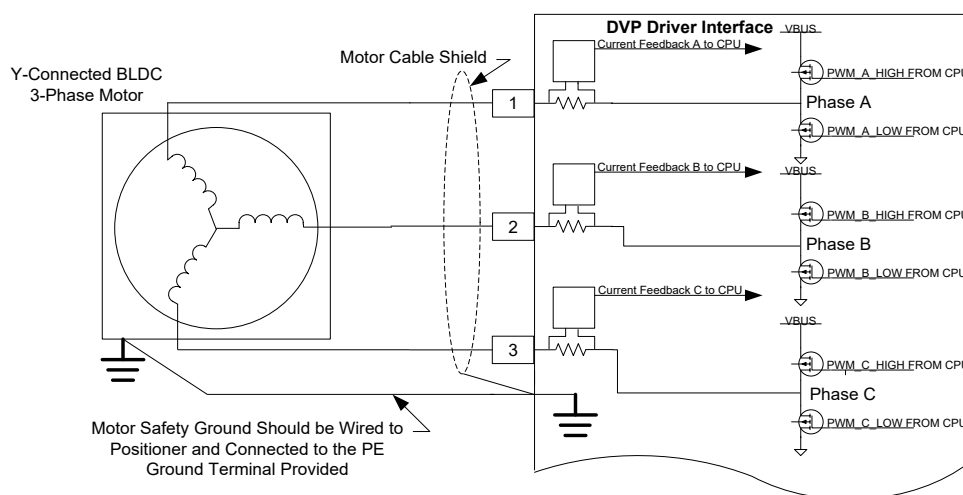 DVP Driver Interface
Motor Cable Shield
Y-Connected BLDC
3-Phase Motor
Current Feedback A to CPU
VBUS
PWM_A_HIGH FROM CPU
1
Phase A
PWM_A_LOW FROM CPU
Current Feedback B to CPU
VBUS
PWM_B_HIGH FROM CPU
2
Phase B
PWM_B_LOW FROM CPU
Current Feedback C to CPU
VBUS
3
PWM_C_HIGH FROM CPU
Phase C
PWM_C_LOW FROM CPU
Motor Safety Ground Should be Wired to
Positioner and Connected to the PE
Ground Terminal Provided